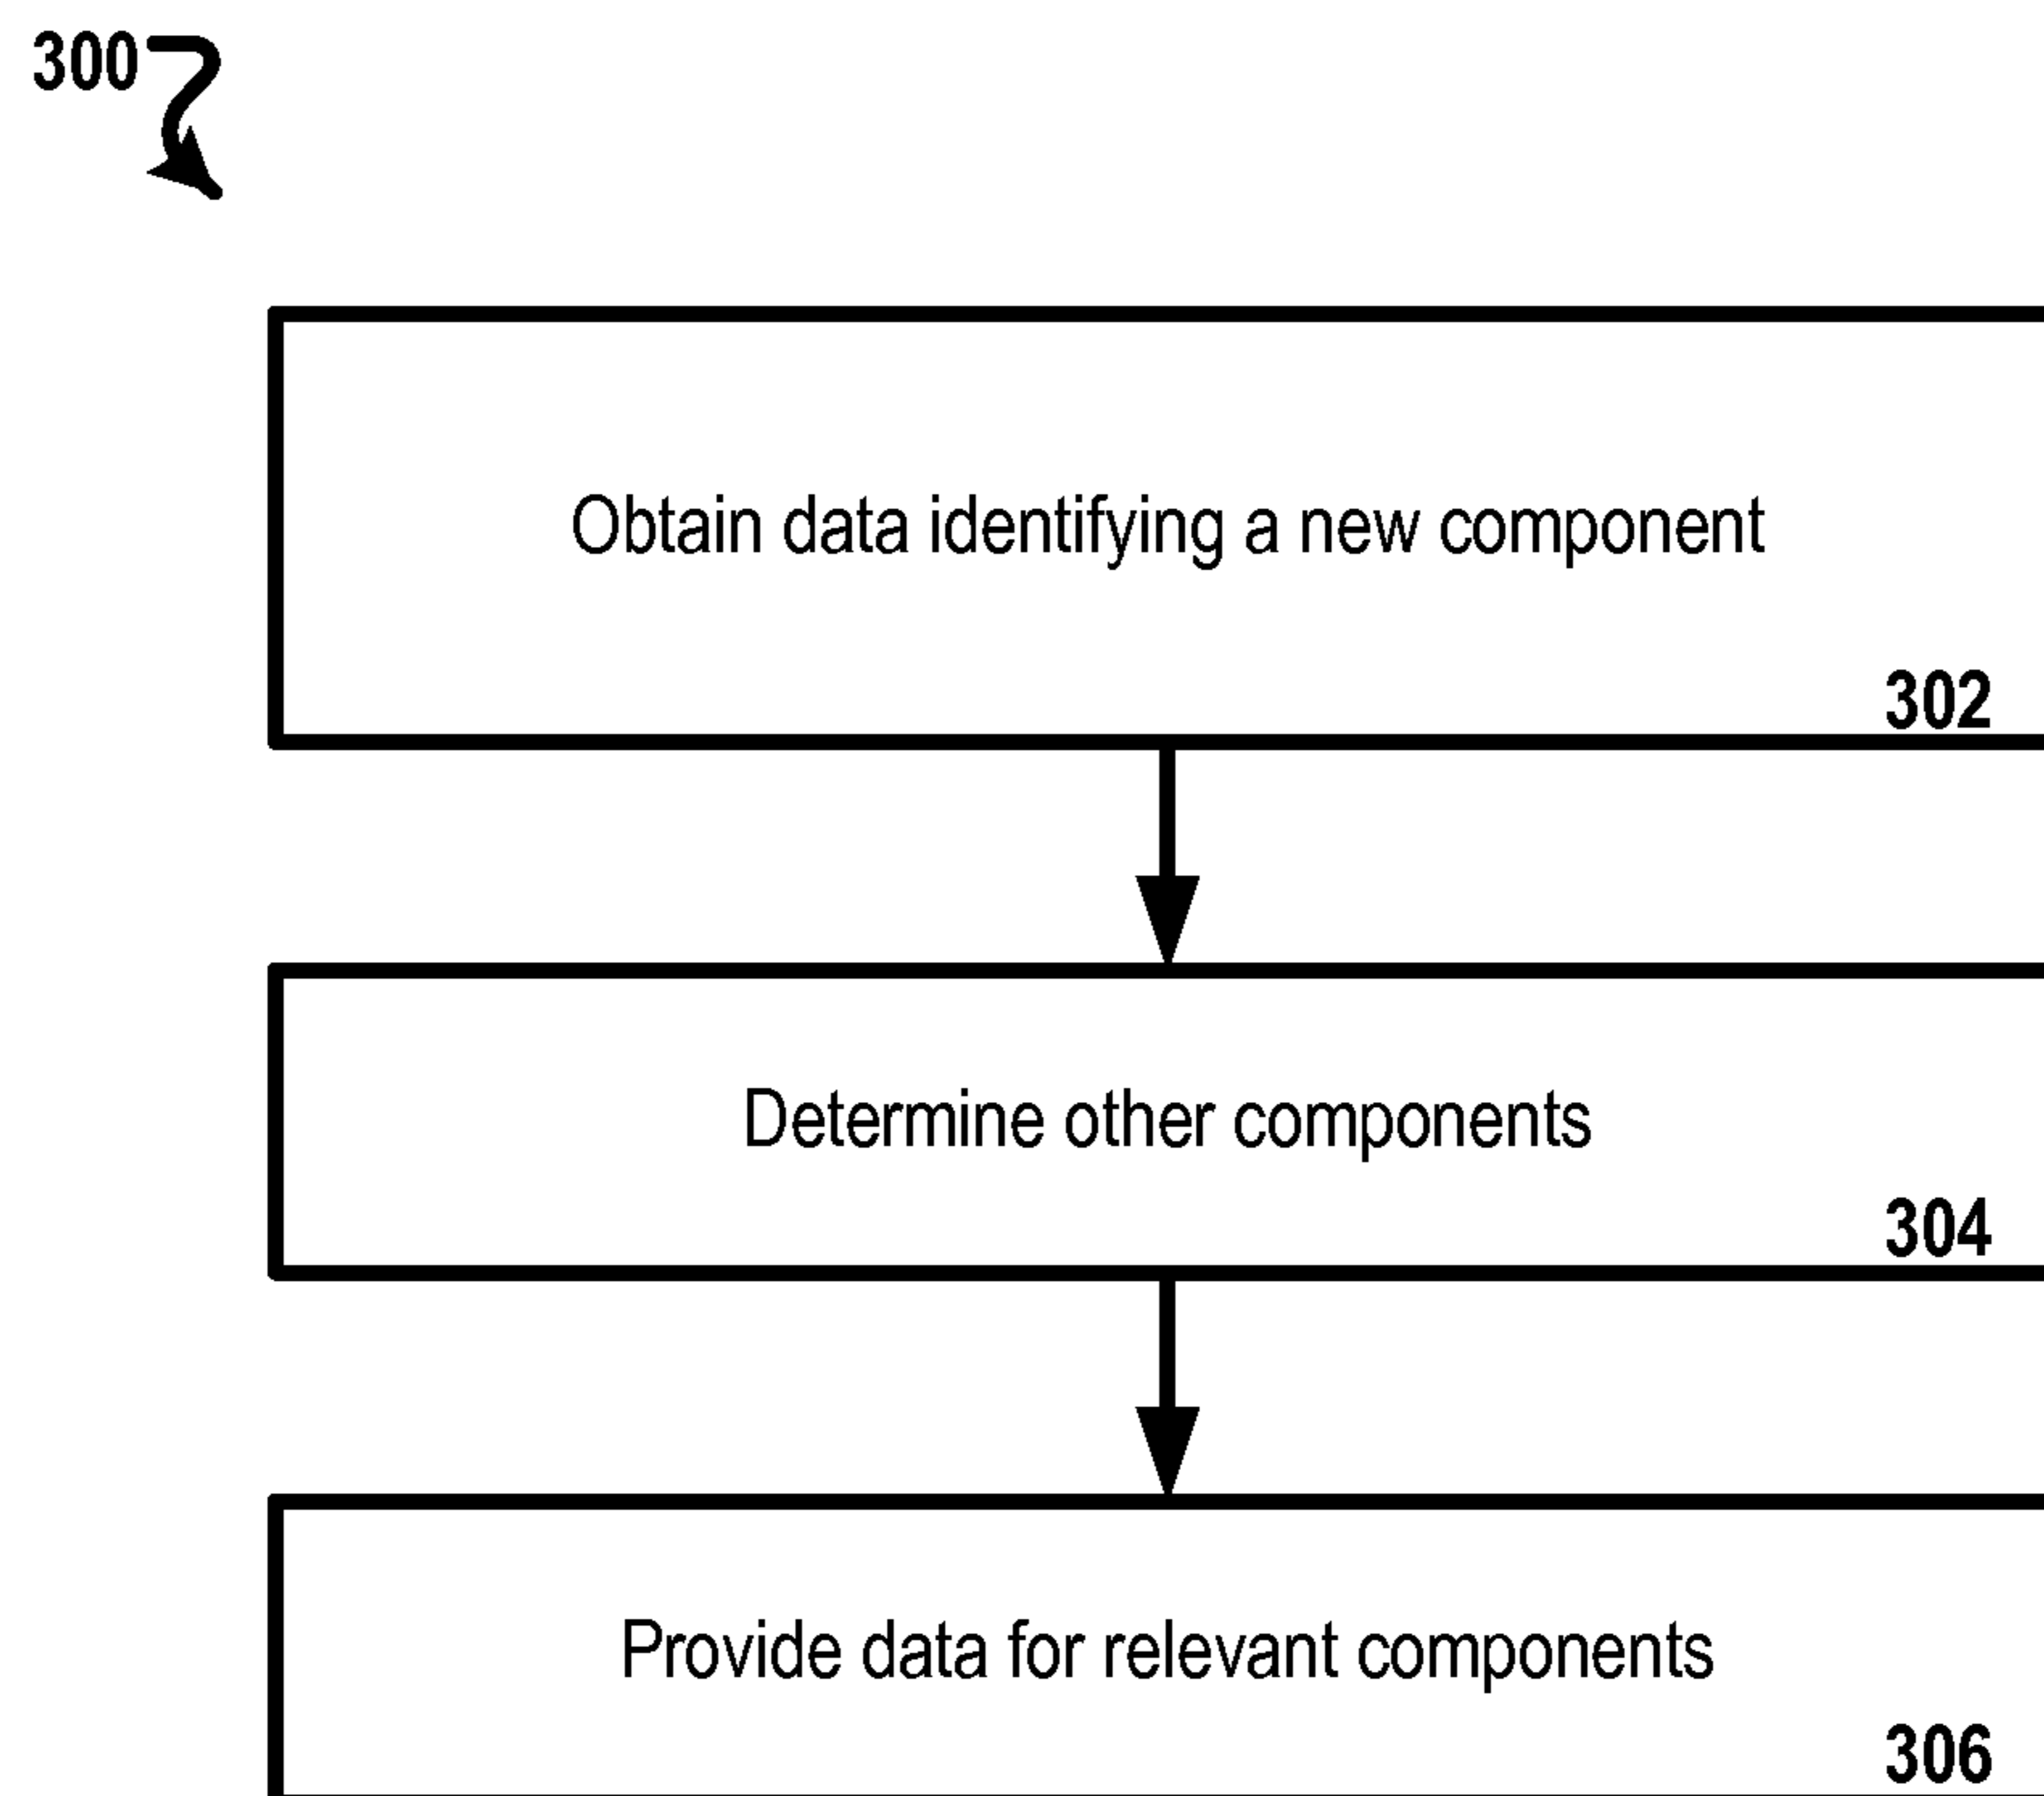 300
Obtain data identifying a new component
302
Determine other components
304
Provide data for relevant components
306